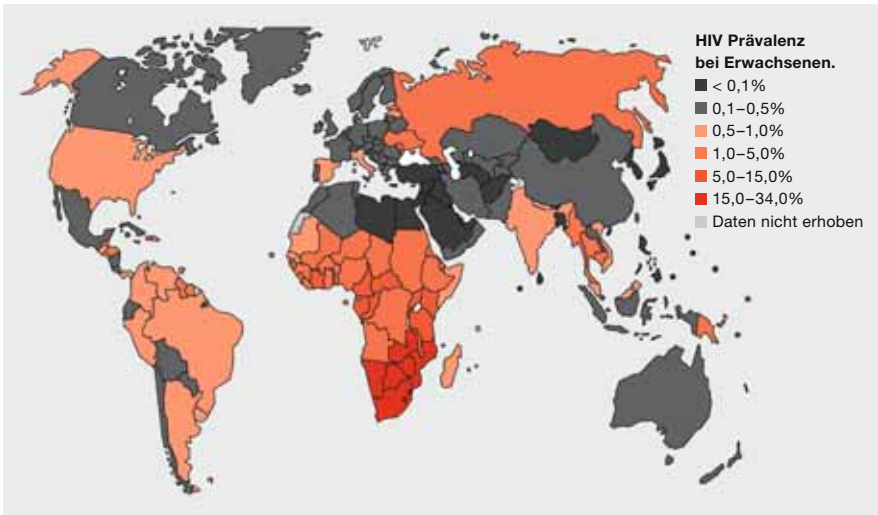 HIV Prävalenz
bei Erwachsenen.
< 0,1%
0,1–0,5%
0,5–1,0%
1,0–5,0%
5,0–15,0%
15,0–34,0%
Daten nicht erhoben